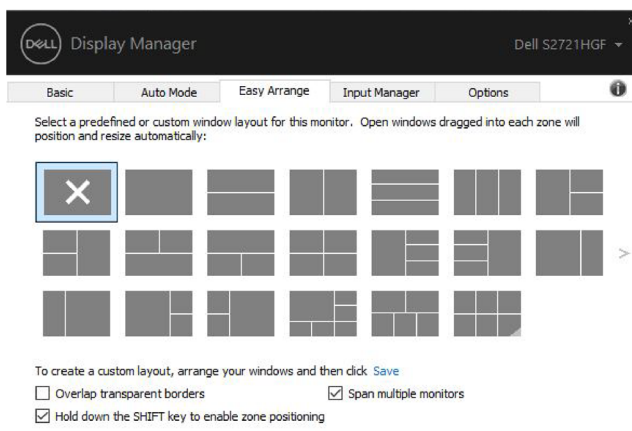 DELL Display Manager
Dell S2721HGF
Basic Auto Mode Easy Arrange Input Manager Options
Select a predefined or custom window layout for this monitor. Open windows dragged into each zone will
position and resize automatically:
To create a custom layout, arrange your windows and then click Save
Overlap transparent borders
Span multiple monitors
Hold down the SHIFT key to enable zone positioning